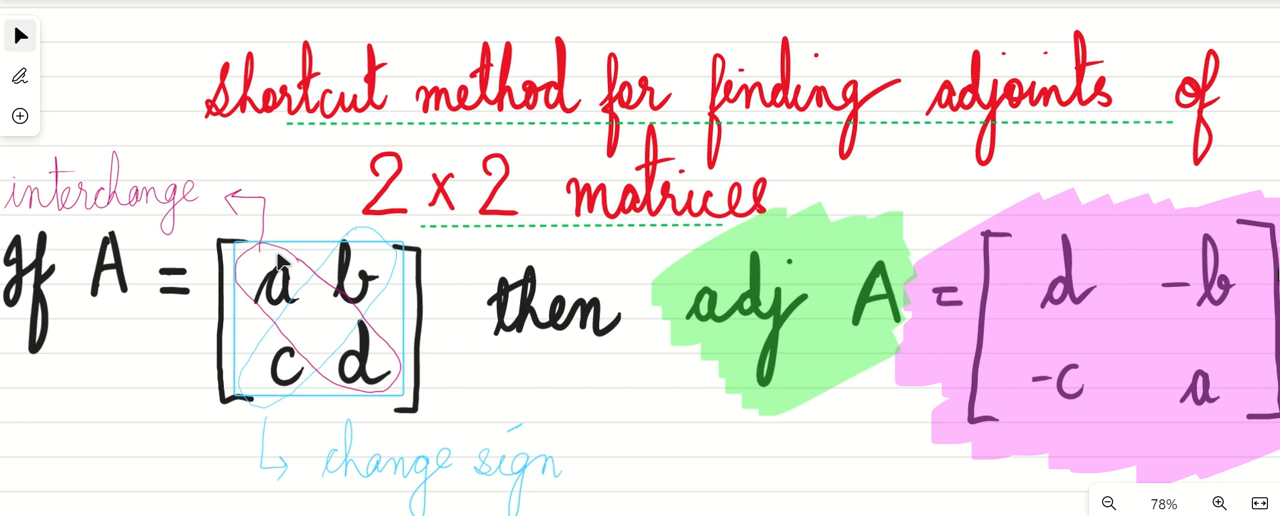 Shortcut method for finding adjoints of
2 × 2 matrices
interchange
If A = [a b
c d] then adj A = [d -b
-c a]
change sign
78%